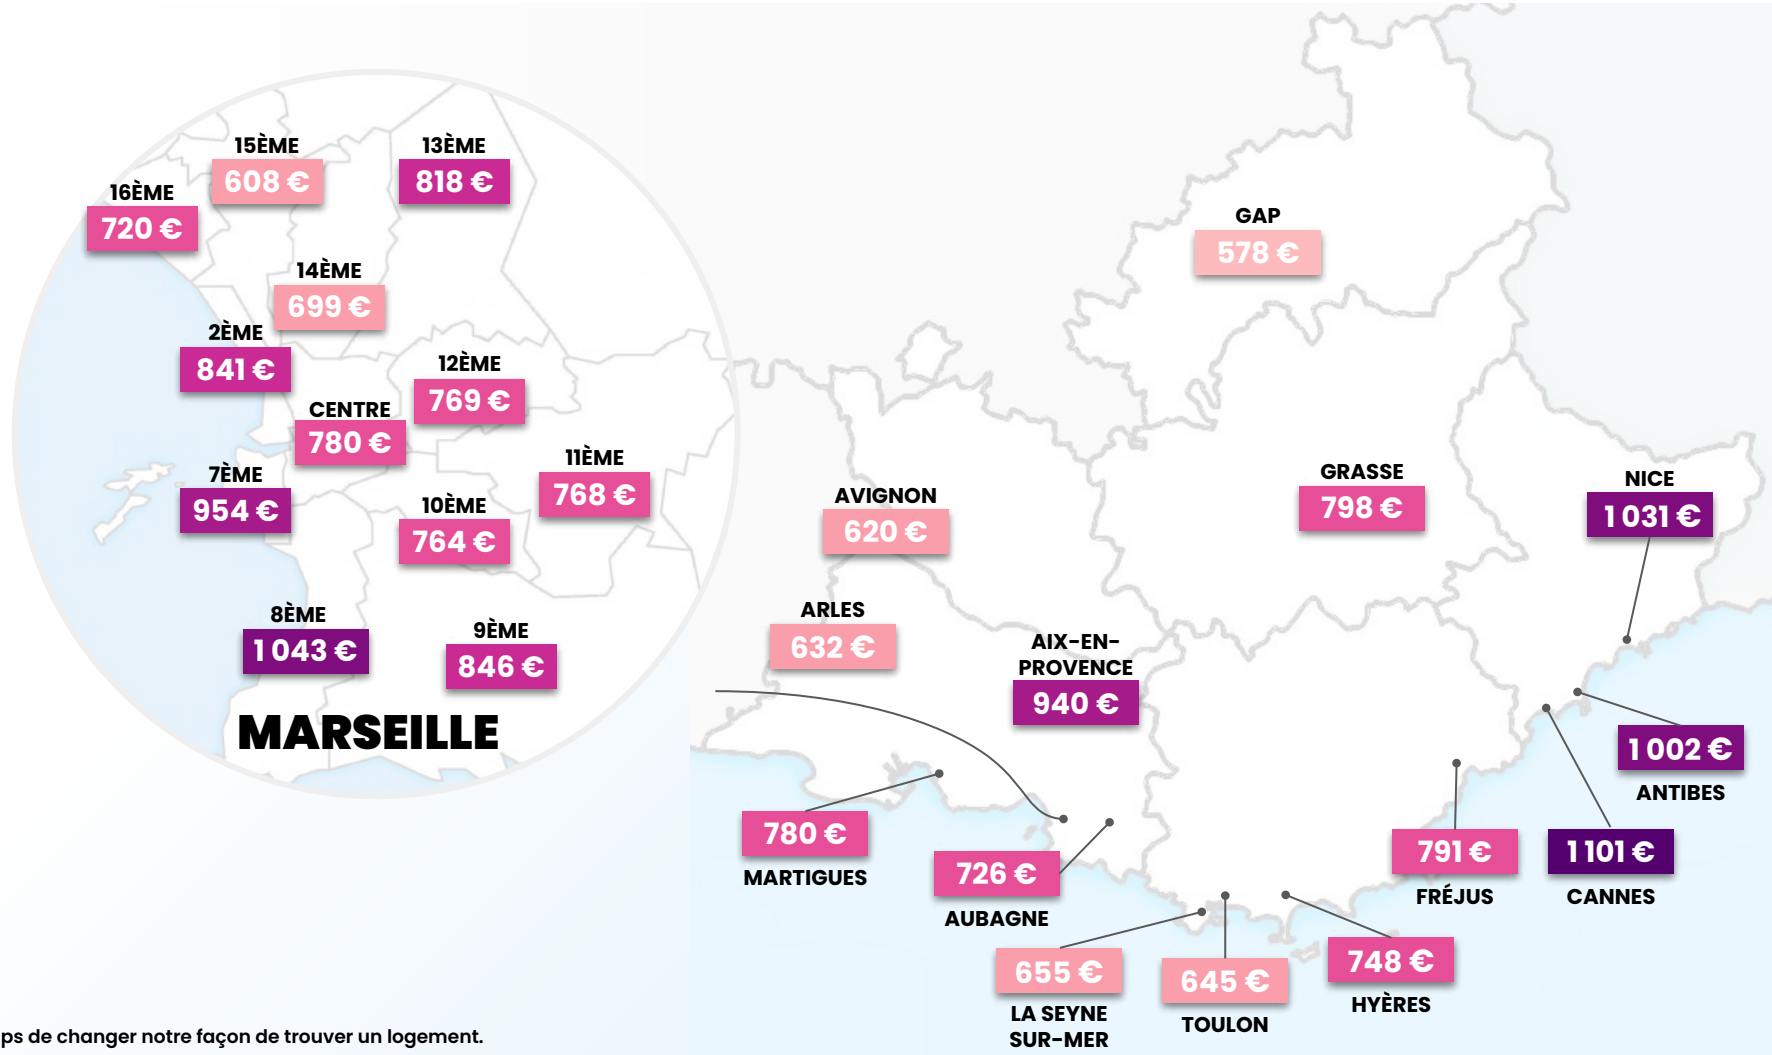 15ÈME
608 €
13ÈME
818 €
16ÈME
720 €
14ÈME
699 €
2ÈME
841 €
12ÈME
769 €
CENTRE
780 €
11ÈME
768 €
7ÈME
954 €
10ÈME
764 €
8ÈME
1 043 €
9ÈME
846 €
MARSEILLE
GAP
578 €
GRASSE
798 €
NICE
1 031 €
AVIGNON
620 €
ARLES
632 €
AIX-EN-
PROVENCE
940 €
1 002 €
ANTIBES
780 €
MARTIGUES
726 €
AUBAGNE
791 €
FRÉJUS
1 101 €
CANNES
655 €
LA SEYNE
SUR-MER
645 €
TOULON
748 €
HYÈRES
ps de changer notre façon de trouver un logement.